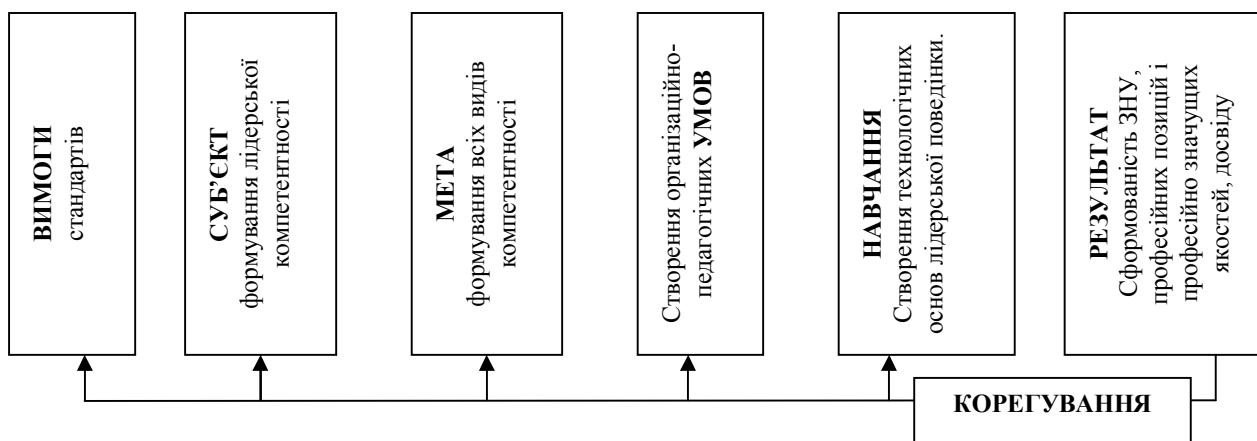 ВИМОГИ
стандартів
СУБ’ЄКТ
формування лідерської
компетентності
МЕТА
формування всіх видів
компетентності
Створення організаційно-
педагогічних УМОВ
НАВЧАННЯ
Створення технологічних
основ лідерської поведінки.
РЕЗУЛЬТАТ
Сформованість ЗНУ,
професійних позицій і
професійно значущих
якостей, досвіду
КОРЕГУВАННЯ